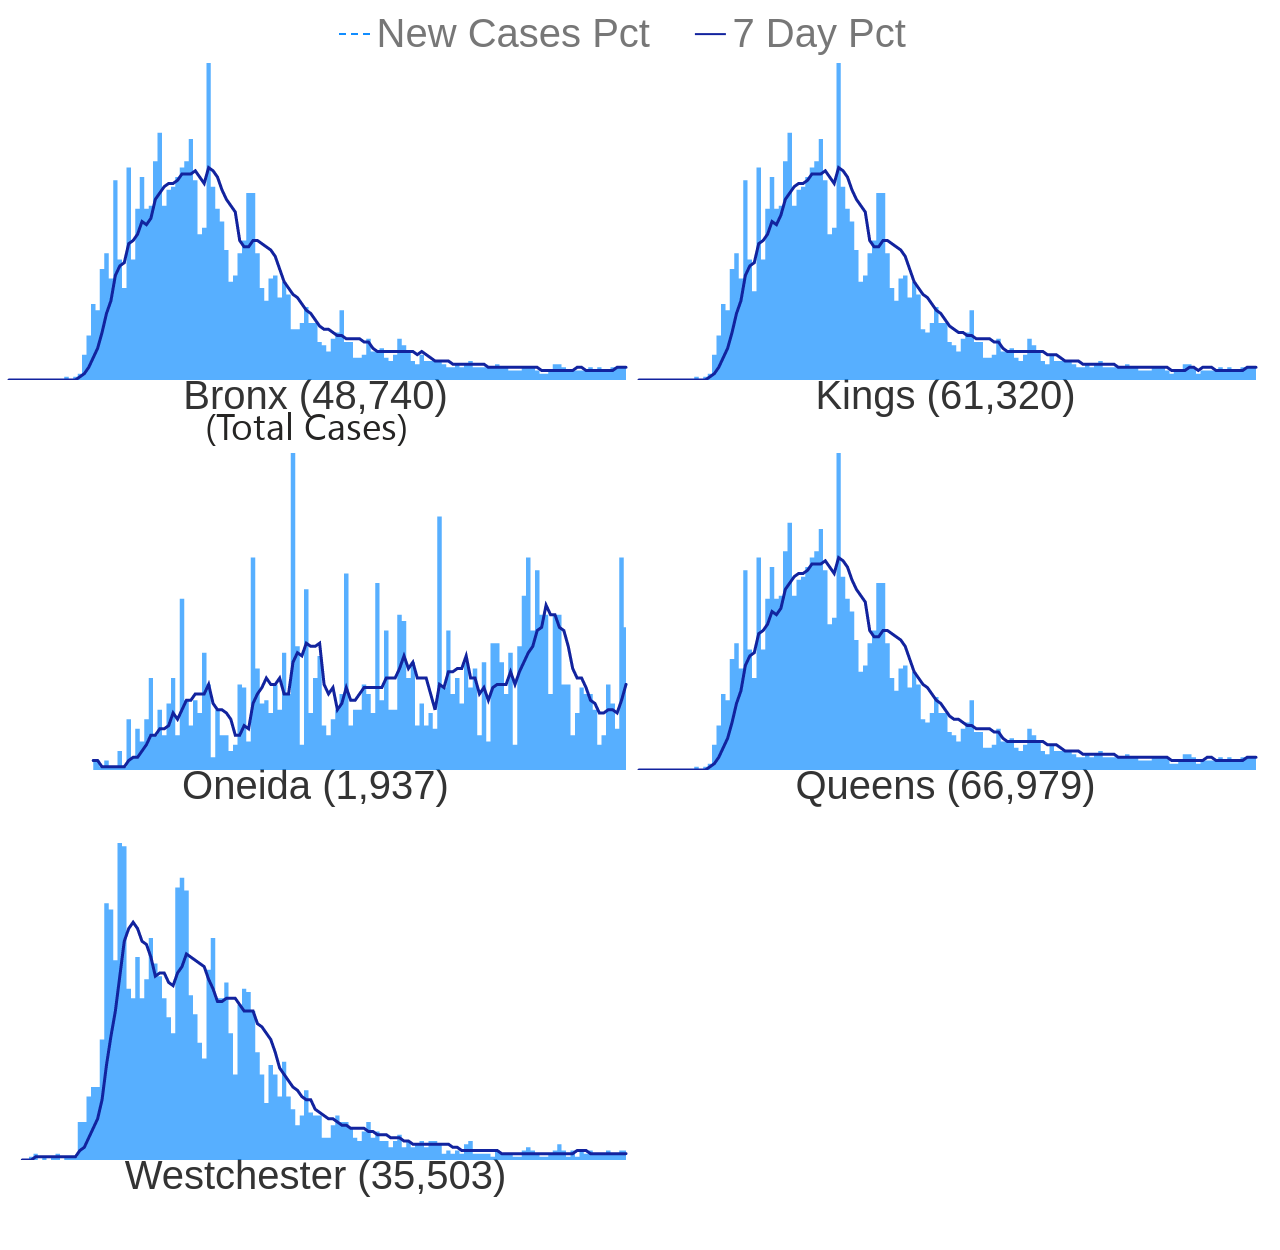 New Cases Pct 7 Day Pct
Bronx (48,740)
(Total Cases)
Kings (61,320)
Oneida (1,937)
Queens (66,979)
Westchester (35,503)